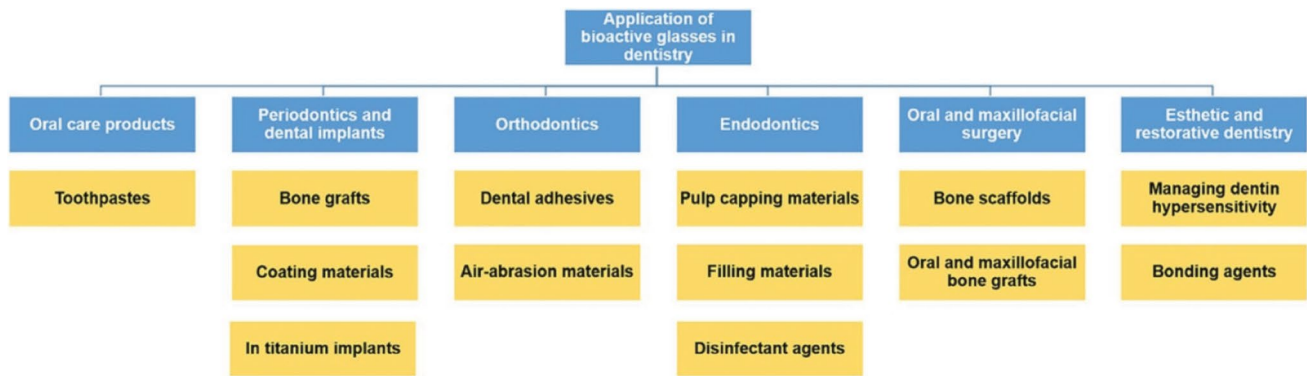 Application of
bioactive glasses in
dentistry
Oral care products
Periodontics and
dental implants
Orthodontics
Endodontics
Oral and maxillofacial
surgery
Esthetic and
restorative dentistry
Toothpastes
Bone grafts
Dental adhesives
Pulp capping materials
Bone scaffolds
Managing dentin
hypersensitivity
Coating materials
Air-abrasion materials
Filling materials
Oral and maxillofacial
bone grafts
Bonding agents
In titanium implants
Disinfectant agents